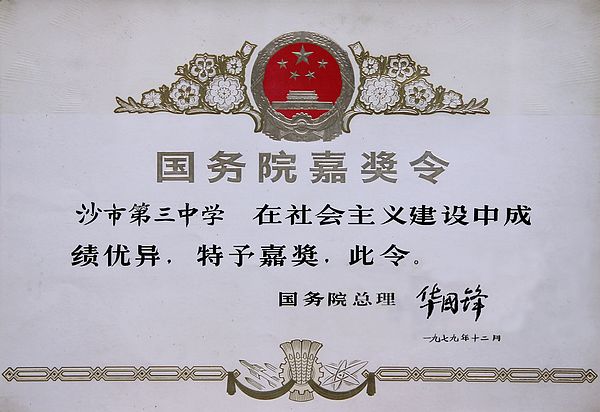 国务院嘉奖令
沙市第三中学 在社会主义建设中成
绩优异，特予嘉奖，此令。
国务院总理 华国锋
一九七九年十二月